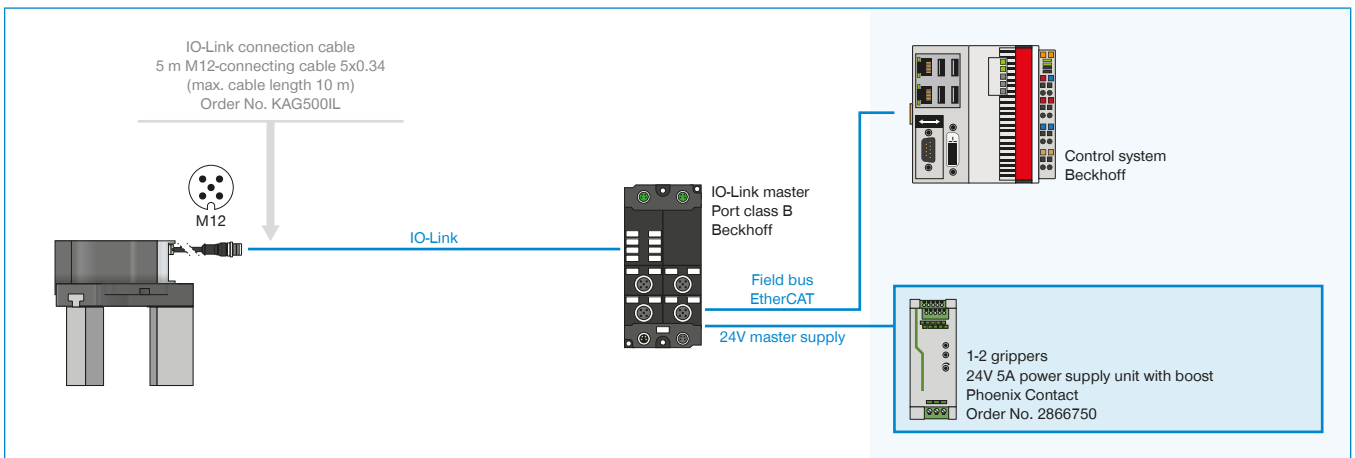 IO-Link connection cable
5 m M12-connecting cable 5x0.34
(max. cable length 10 m)
Order No. KAG500IL
M12
IO-Link
IO-Link master
Port class B
Beckhoff
Field bus
EtherCAT
24V master supply
Control system
Beckhoff
1-2 grippers
24V 5A power supply unit with boost
Phoenix Contact
Order No. 2866750